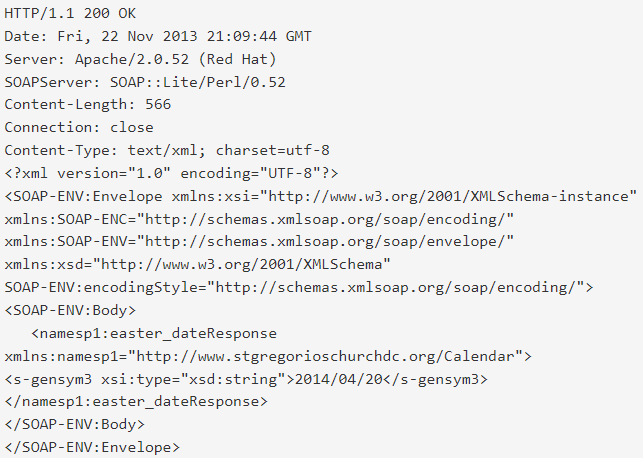 HTTP/1.1 200 OK
Date: Fri, 22 Nov 2013 21:09:44 GMT
Server: Apache/2.0.52 (Red Hat)
SOAPServer: SOAP::Lite/Perl/0.52
Content-Length: 566
Connection: close
Content-Type: text/xml; charset=utf-8
<?xml version="1.0" encoding="UTF-8"?>
<SOAP-ENV:Envelope xmlns:xsi="http://www.w3.org/2001/XMLSchema-instance"
xmlns:SOAP-ENC="http://schemas.xmlsoap.org/soap/encoding/"
xmlns:SOAP-ENV="http://schemas.xmlsoap.org/soap/envelope/"
xmlns:xsd="http://www.w3.org/2001/XMLSchema"
SOAP-ENV:encodingStyle="http://schemas.xmlsoap.org/soap/encoding/">
<SOAP-ENV:Body>
   <namesp1:easter_dateResponse
xmlns:namesp1="http://www.stgregorioschurchdc.org/Calendar">
<s-gensym3 xsi:type="xsd:string">2014/04/20</s-gensym3>
</namesp1:easter_dateResponse>
</SOAP-ENV:Body>
</SOAP-ENV:Envelope>